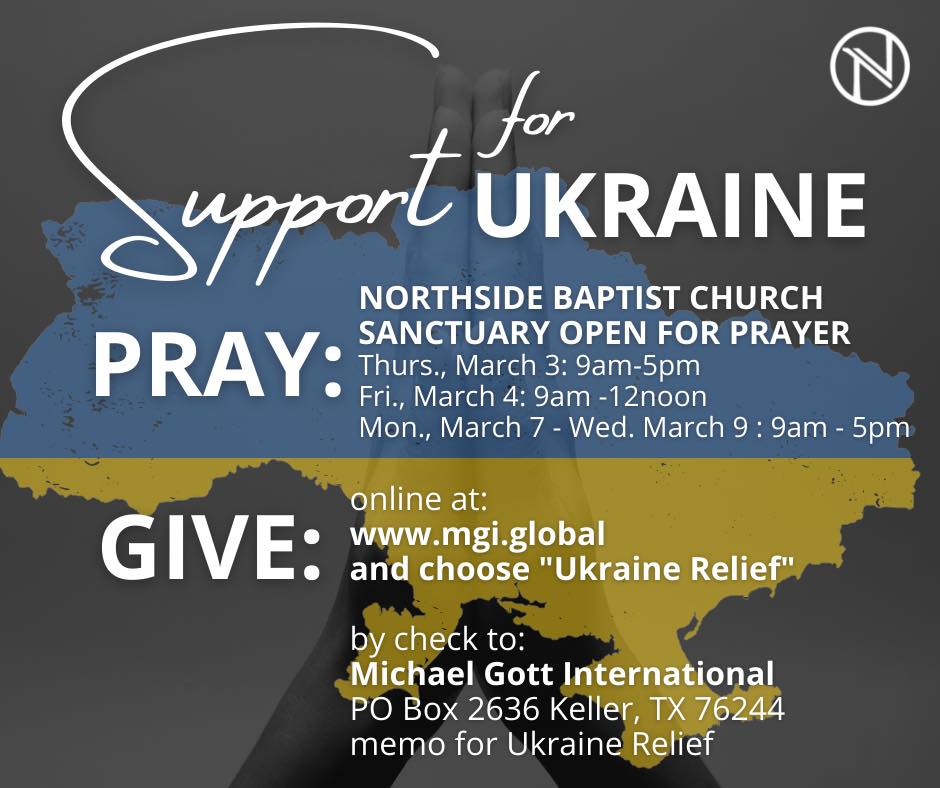 Support for UKRAINE
PRAY:
NORTHSIDE BAPTIST CHURCH
SANCTUARY OPEN FOR PRAYER
Thurs., March 3: 9am-5pm
Fri., March 4: 9am -12noon
Mon., March 7 - Wed. March 9 : 9am - 5pm
GIVE:
online at:
www.mgi.global
and choose "Ukraine Relief"
by check to:
Michael Gott International
PO Box 2636 Keller, TX 76244
memo for Ukraine Relief
N